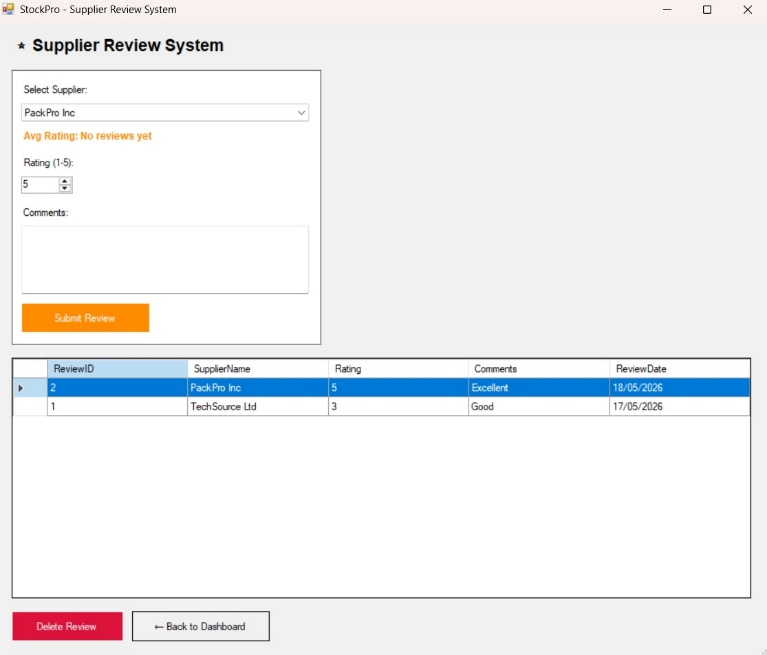 StockPro - Supplier Review System
★ Supplier Review System
Select Supplier:
PackPro Inc
Avg Rating: No reviews yet
Rating (1-5):
5
Comments:
Submit Review
ReviewID SupplierName Rating Comments ReviewDate
2 PackPro Inc 5 Excellent 18/05/2026
1 TechSource Ltd 3 Good 17/05/2026
Delete Review ← Back to Dashboard